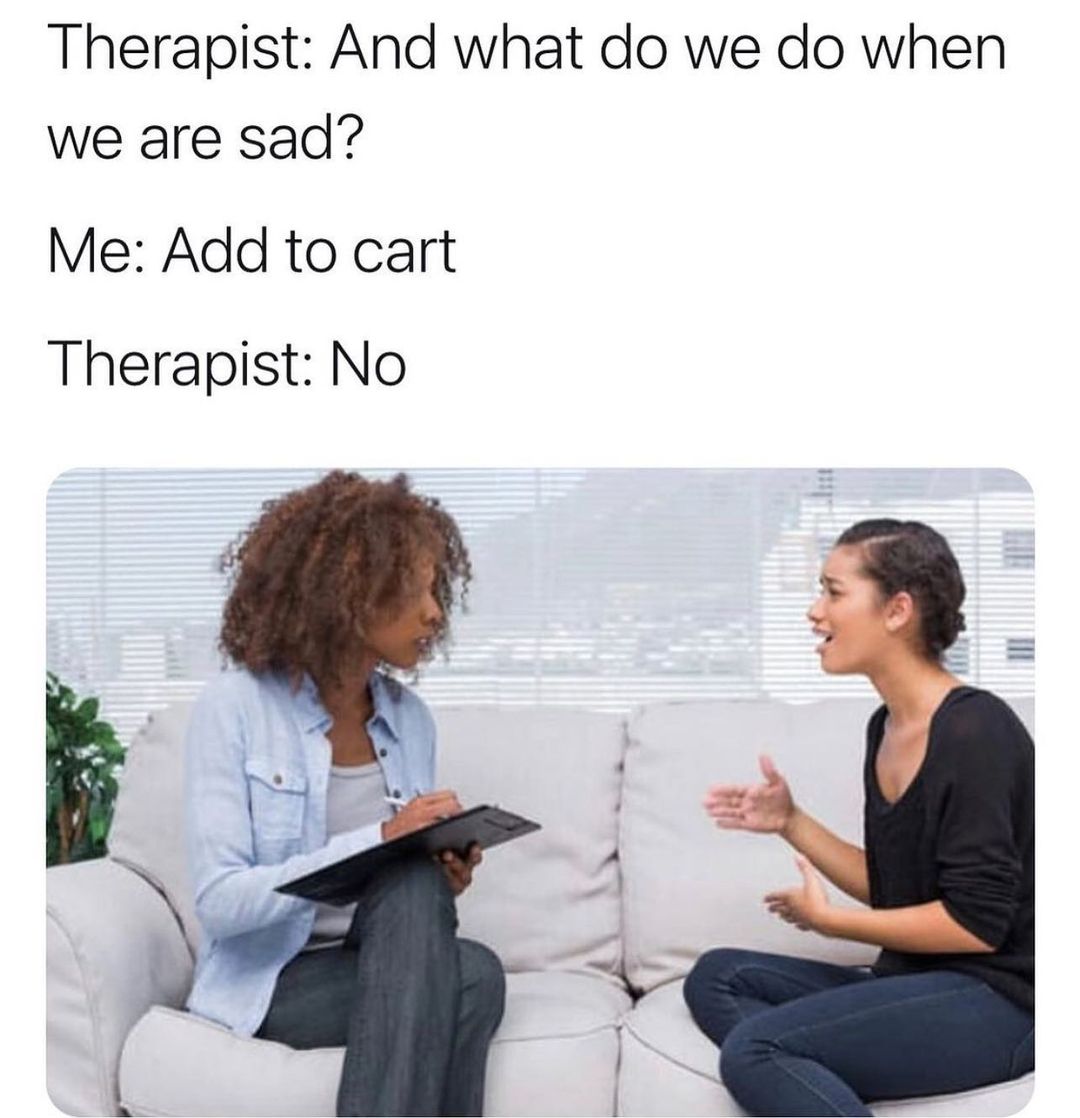 Therapist: And what do we do when
we are sad?
Me: Add to cart
Therapist: No